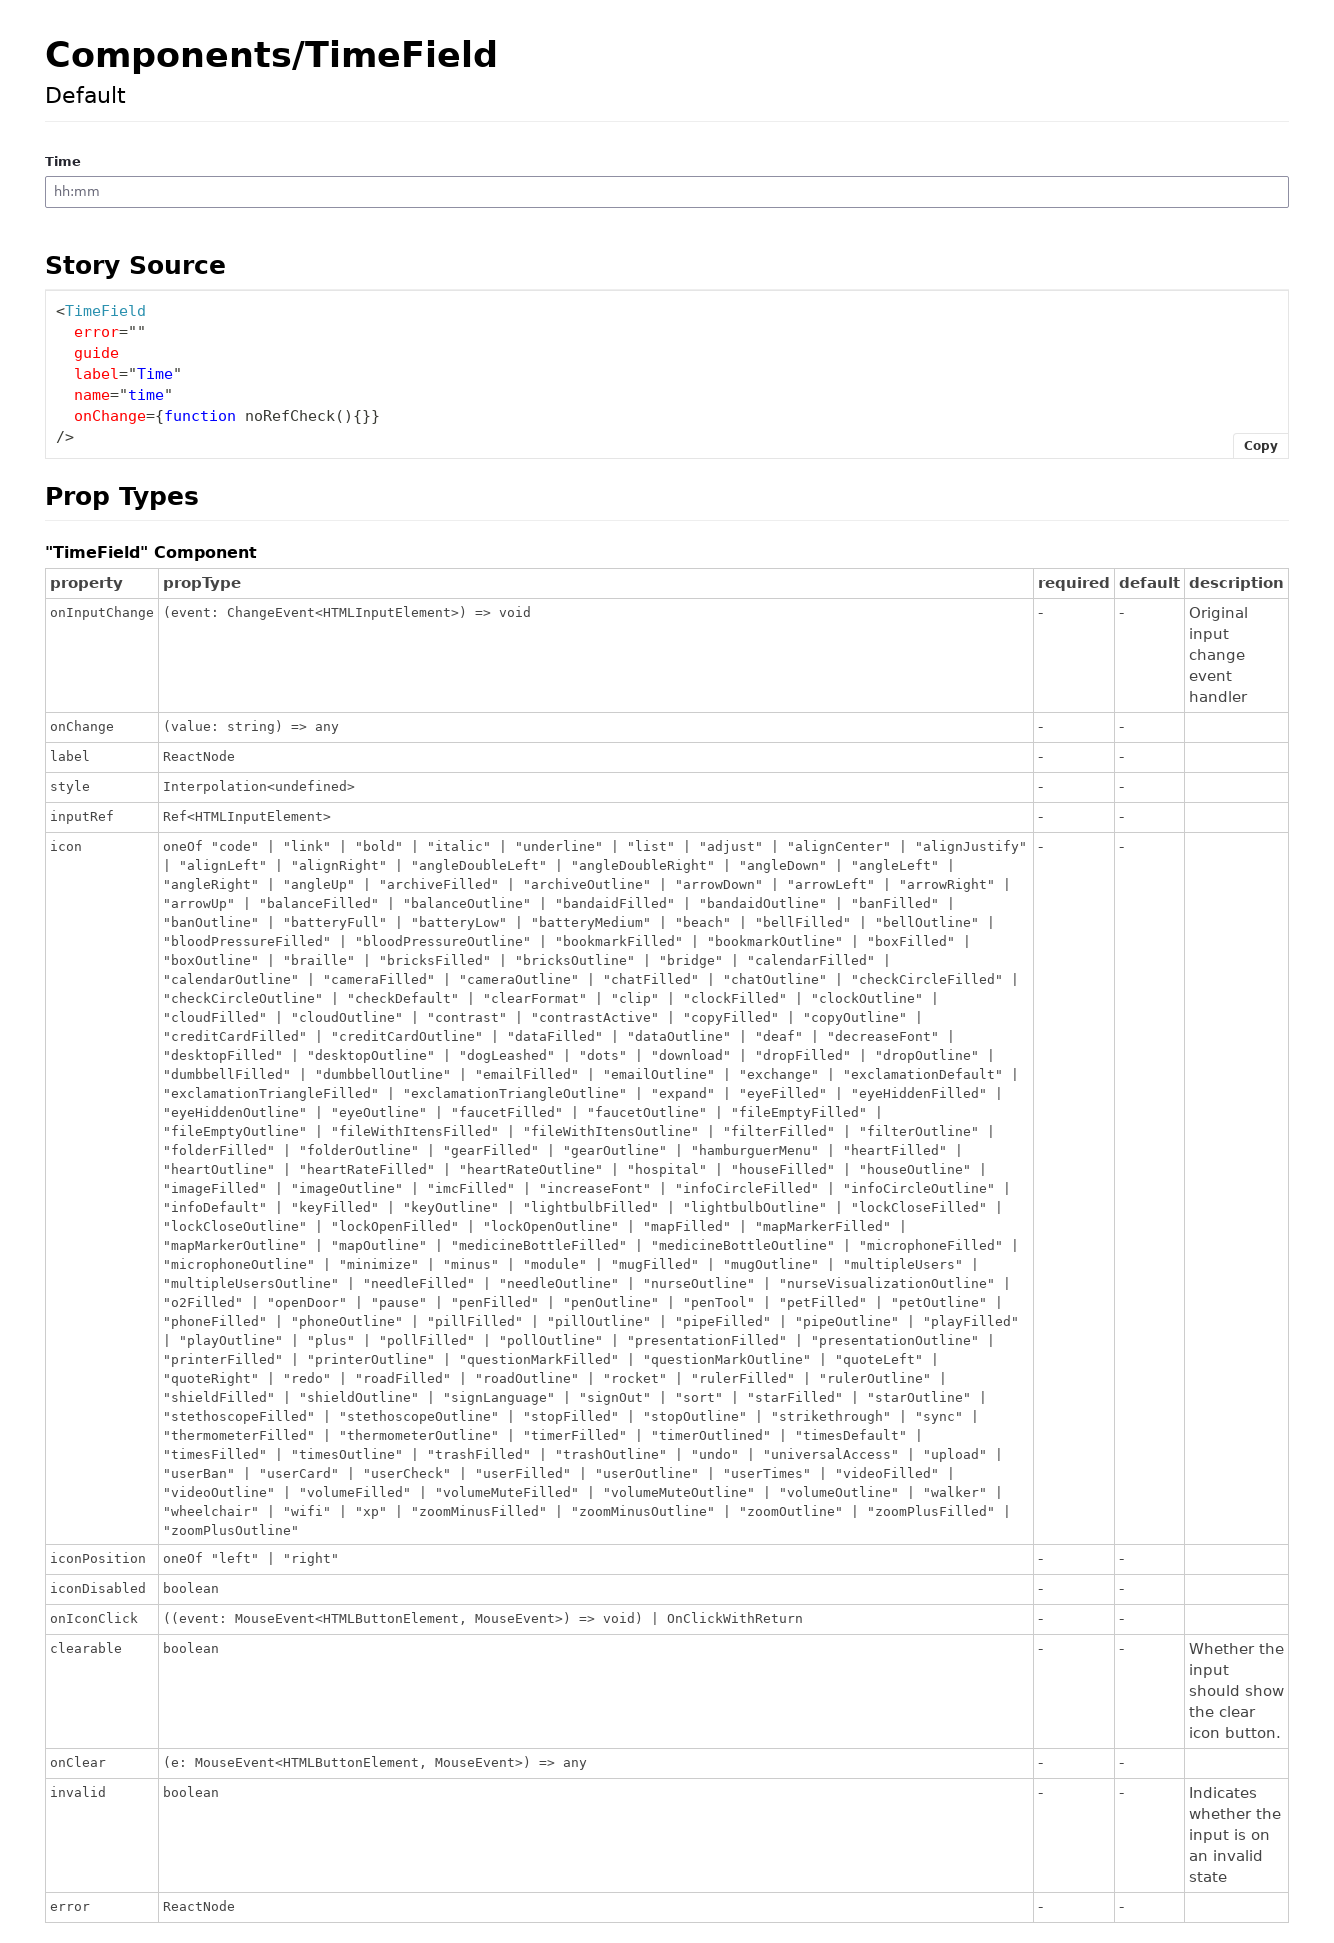 Components/TimeField
Default
Time
hh:mm
Story Source
<TimeField
error=""
guide
label="Time"
name="time"
onChange={function noRefCheck(){}}
/>
Copy
Prop Types
"TimeField" Component
property propType required default description
onInputChange (event: ChangeEvent<HTMLInputElement>) => void - - Original
input
change
event
handler
onChange (value: string) => any - -
label ReactNode - -
style Interpolation<undefined> - -
inputRef Ref<HTMLInputElement> - -
icon oneOf "code" | "link" | "bold" | "italic" | "underline" | "list" | "adjust" | "alignCenter" | "alignJustify" - -
| "alignLeft" | "alignRight" | "angleDoubleLeft" | "angleDoubleRight" | "angleDown" | "angleLeft" |
"angleRight" | "angleUp" | "archiveFilled" | "archiveOutline" | "arrowDown" | "arrowLeft" | "arrowRight" |
"arrowUp" | "balanceFilled" | "balanceOutline" | "bandaidFilled" | "bandaidOutline" | "banFilled" |
"banOutline" | "batteryFull" | "batteryLow" | "batteryMedium" | "beach" | "bellFilled" | "bellOutline" |
"bloodPressureFilled" | "bloodPressureOutline" | "bookmarkFilled" | "bookmarkOutline" | "boxFilled" |
"boxOutline" | "braille" | "bricksFilled" | "bricksOutline" | "bridge" | "calendarFilled" |
"calendarOutline" | "cameraFilled" | "cameraOutline" | "chatFilled" | "chatOutline" | "checkCircleFilled" |
"checkCircleOutline" | "checkDefault" | "clearFormat" | "clip" | "clockFilled" | "clockOutline" |
"cloudFilled" | "cloudOutline" | "contrast" | "contrastActive" | "copyFilled" | "copyOutline" |
"creditCardFilled" | "creditCardOutline" | "dataFilled" | "dataOutline" | "deaf" | "decreaseFont" |
"desktopFilled" | "desktopOutline" | "dogLeashed" | "dots" | "download" | "dropFilled" | "dropOutline" |
"dumbbellFilled" | "dumbbellOutline" | "emailFilled" | "emailOutline" | "exchange" | "exclamationDefault" |
"exclamationTriangleFilled" | "exclamationTriangleOutline" | "expand" | "eyeFilled" | "eyeHiddenFilled" |
"eyeHiddenOutline" | "eyeOutline" | "faucetFilled" | "faucetOutline" | "fileEmptyFilled" |
"fileEmptyOutline" | "fileWithItensFilled" | "fileWithItensOutline" | "filterFilled" | "filterOutline" |
"folderFilled" | "folderOutline" | "gearFilled" | "gearOutline" | "hamburguerMenu" | "heartFilled" |
"heartOutline" | "heartRateFilled" | "heartRateOutline" | "hospital" | "houseFilled" | "houseOutline" |
"imageFilled" | "imageOutline" | "imcFilled" | "increaseFont" | "infoCircleFilled" | "infoCircleOutline" |
"infoDefault" | "keyFilled" | "keyOutline" | "lightbulbFilled" | "lightbulbOutline" | "lockCloseFilled" |
"lockCloseOutline" | "lockOpenFilled" | "lockOpenOutline" | "mapFilled" | "mapMarkerFilled" |
"mapMarkerOutline" | "mapOutline" | "medicineBottleFilled" | "medicineBottleOutline" | "microphoneFilled" |
"microphoneOutline" | "minimize" | "minus" | "module" | "mugFilled" | "mugOutline" | "multipleUsers" |
"multipleUsersOutline" | "needleFilled" | "needleOutline" | "nurseOutline" | "nurseVisualizationOutline" |
"o2Filled" | "openDoor" | "pause" | "penFilled" | "penOutline" | "penTool" | "petFilled" | "petOutline" |
"phoneFilled" | "phoneOutline" | "pillFilled" | "pillOutline" | "pipeFilled" | "pipeOutline" | "playFilled"
| "playOutline" | "plus" | "pollFilled" | "pollOutline" | "presentationFilled" | "presentationOutline" |
"printerFilled" | "printerOutline" | "questionMarkFilled" | "questionMarkOutline" | "quoteLeft" |
"quoteRight" | "redo" | "roadFilled" | "roadOutline" | "rocket" | "rulerFilled" | "rulerOutline" |
"shieldFilled" | "shieldOutline" | "signLanguage" | "signOut" | "sort" | "starFilled" | "starOutline" |
"stethoscopeFilled" | "stethoscopeOutline" | "stopFilled" | "stopOutline" | "strikethrough" | "sync" |
"thermometerFilled" | "thermometerOutline" | "timerFilled" | "timerOutlined" | "timesDefault" |
"timesFilled" | "timesOutline" | "trashFilled" | "trashOutline" | "undo" | "universalAccess" | "upload" |
"userBan" | "userCard" | "userCheck" | "userFilled" | "userOutline" | "userTimes" | "videoFilled" |
"videoOutline" | "volumeFilled" | "volumeMuteFilled" | "volumeMuteOutline" | "volumeOutline" | "walker" |
"wheelchair" | "wifi" | "xp" | "zoomMinusFilled" | "zoomMinusOutline" | "zoomOutline" | "zoomPlusFilled" |
"zoomPlusOutline"
iconPosition oneOf "left" | "right" - -
iconDisabled boolean - -
onIconClick ((event: MouseEvent<HTMLButtonElement, MouseEvent>) => void) | OnClickWithReturn - -
clearable boolean - - Whether the
input
should show
the clear
icon button.
onClear (e: MouseEvent<HTMLButtonElement, MouseEvent>) => any - -
invalid boolean - - Indicates
whether the
input is on
an invalid
state
error ReactNode - -